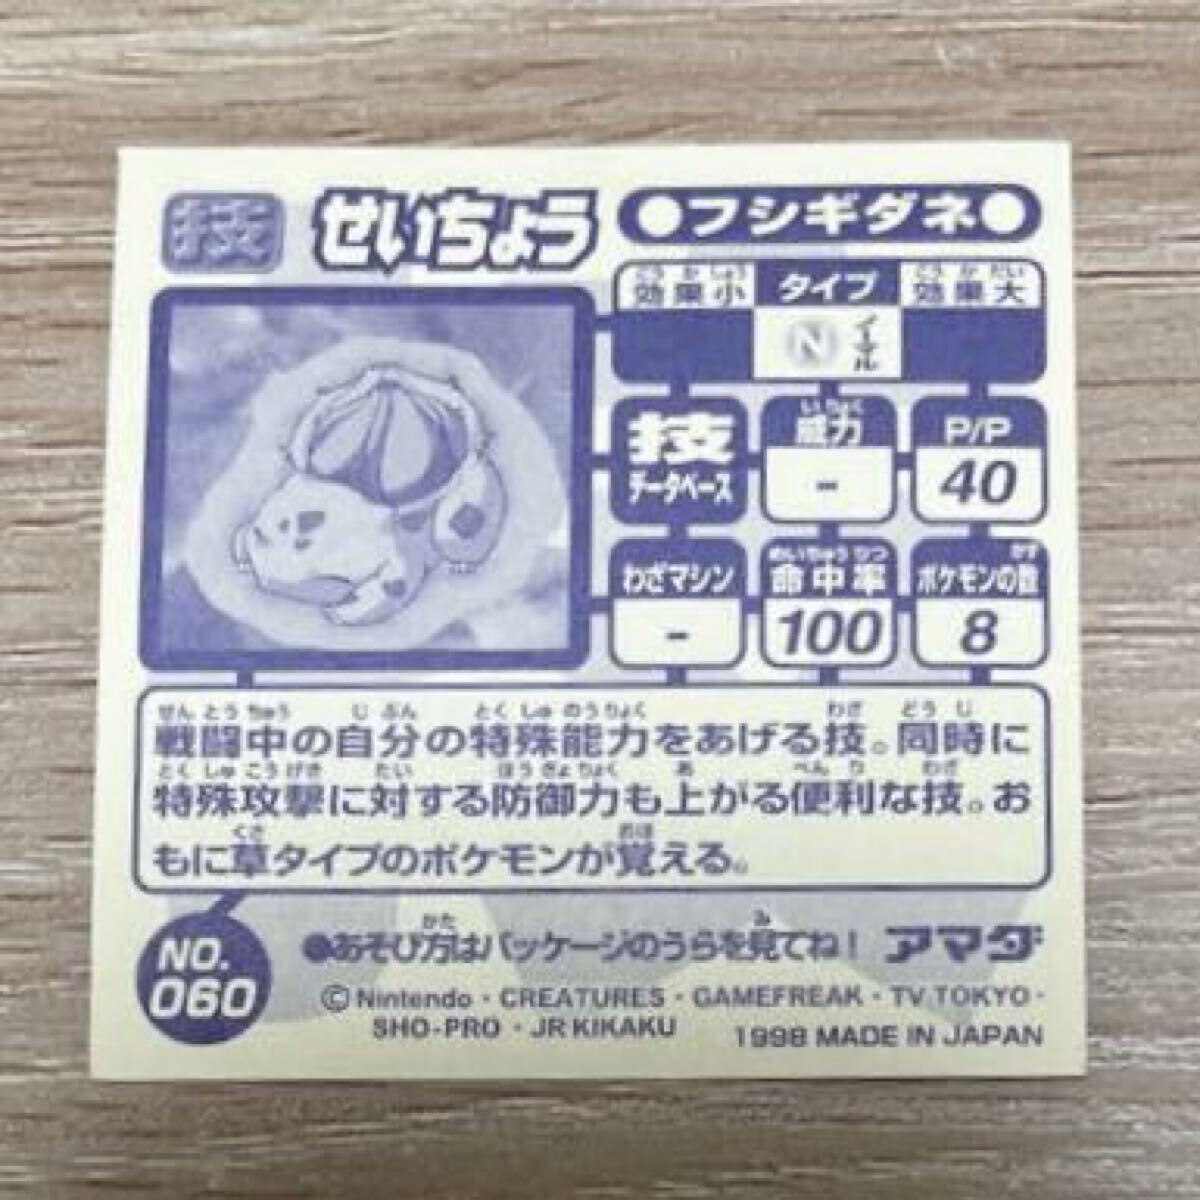 技 せいちょう ●フシギダネ●
こうかしょう こうかだい
効果小 タイプ 効果大
N ノーマル
いりょく
技 威力 P/P
データベース - 40
めいちゅうりつ かず
わざマシン 命中率 ポケモンの数
- 100 8
せんとうちゅう じぶん とくしゅのうりょく わざ どうじ
戦闘中の自分の特殊能力をあげる技。同時に
とくしゅこうげき たい ぼうぎょりょく あ べんり わざ
特殊攻撃に対する防御力も上がる便利な技。お
くさ おぼ
もに草タイプのポケモンが覚える。
かた み
●あそび方はパッケージのうらを見てね! アマダ
NO.
060
©Nintendo・CREATURES・GAMEFREAK・TV TOKYO・
SHO-PRO・JR KIKAKU
1998 MADE IN JAPAN